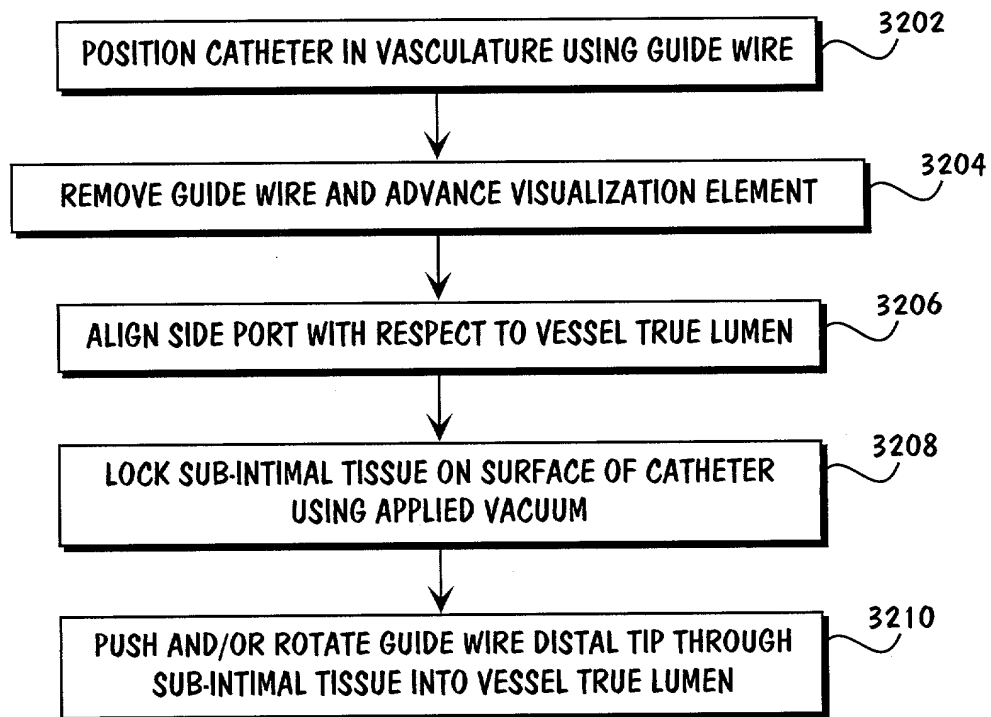 POSITION CATHETER IN VASCULATURE USING GUIDE WIRE
3202
REMOVE GUIDE WIRE AND ADVANCE VISUALIZATION ELEMENT
3204
ALIGN SIDE PORT WITH RESPECT TO VESSEL TRUE LUMEN
3206
LOCK SUB-INTIMAL TISSUE ON SURFACE OF CATHETER
USING APPLIED VACUUM
3208
PUSH AND/OR ROTATE GUIDE WIRE DISTAL TIP THROUGH
SUB-INTIMAL TISSUE INTO VESSEL TRUE LUMEN
3210